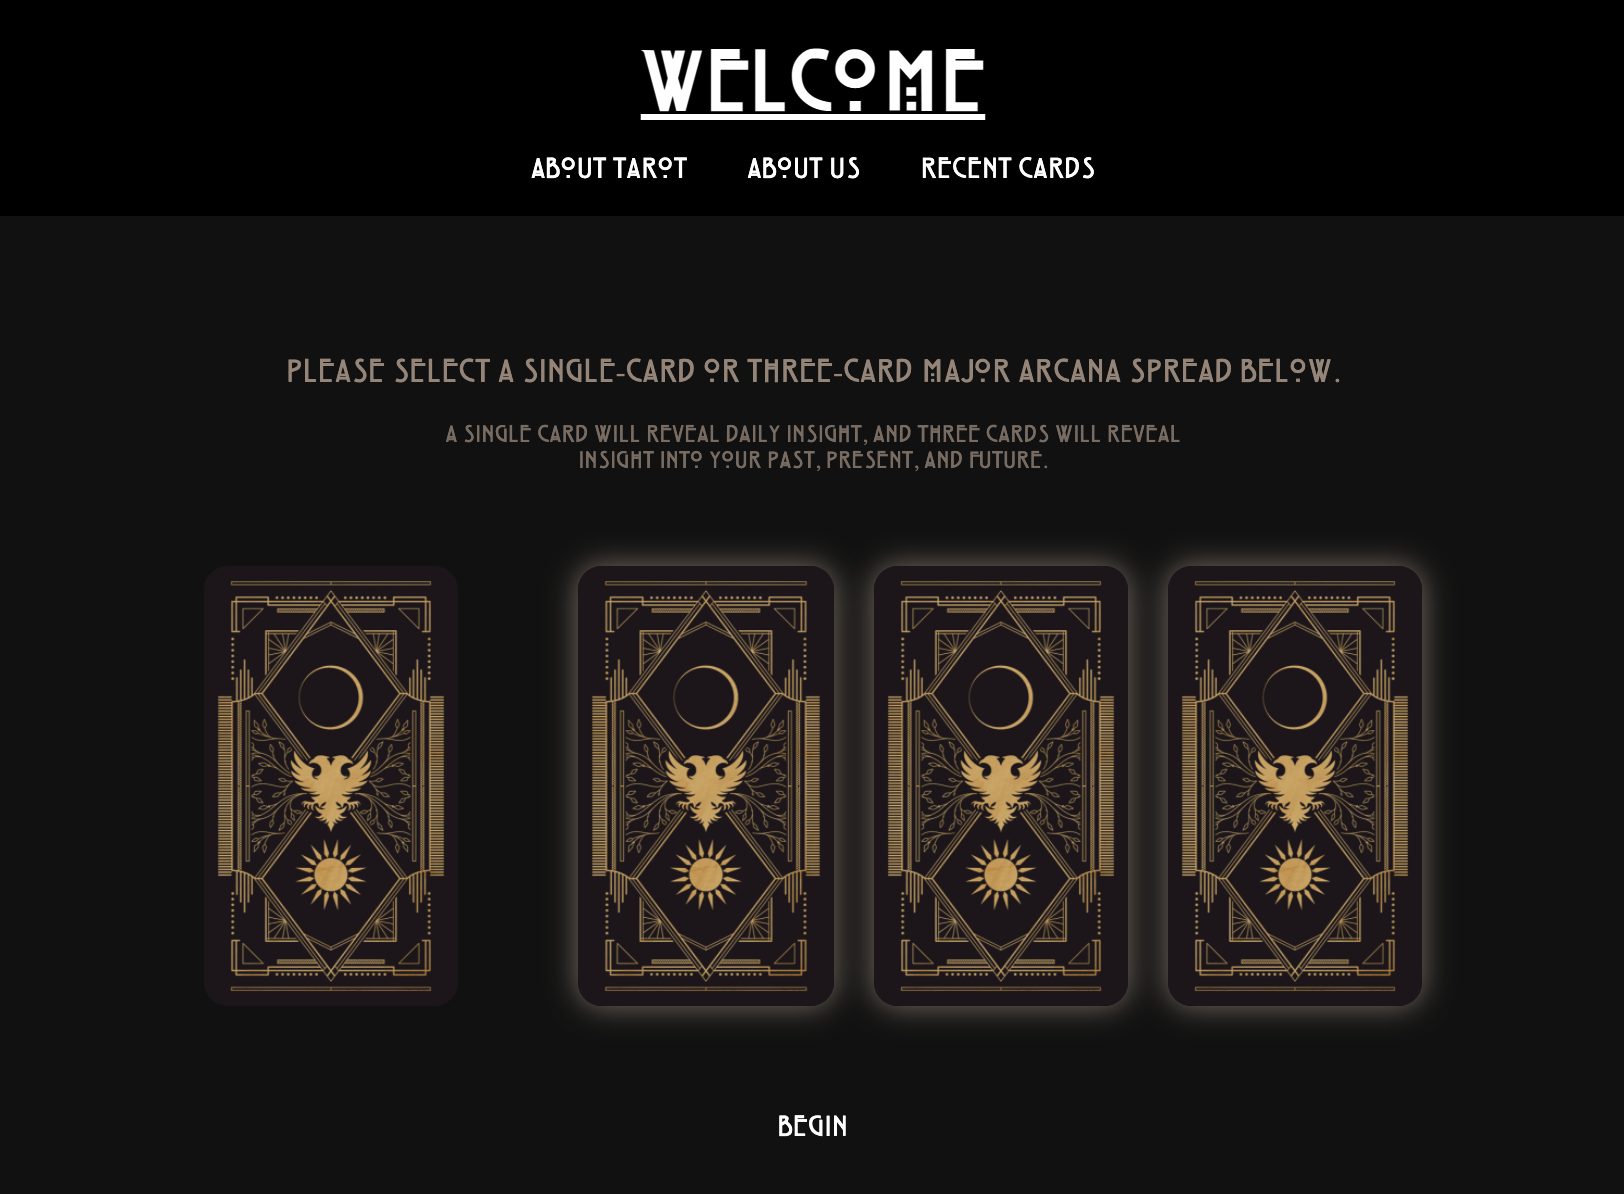 WELCOME
ABOUT TAROT ABOUT US RECENT CARDS
PLEASE SELECT A SINGLE-CARD OR THREE-CARD MAJOR ARCANA SPREAD BELOW.
A SINGLE CARD WILL REVEAL DAILY INSIGHT, AND THREE CARDS WILL REVEAL
INSIGHT INTO YOUR PAST, PRESENT, AND FUTURE.
BEGIN